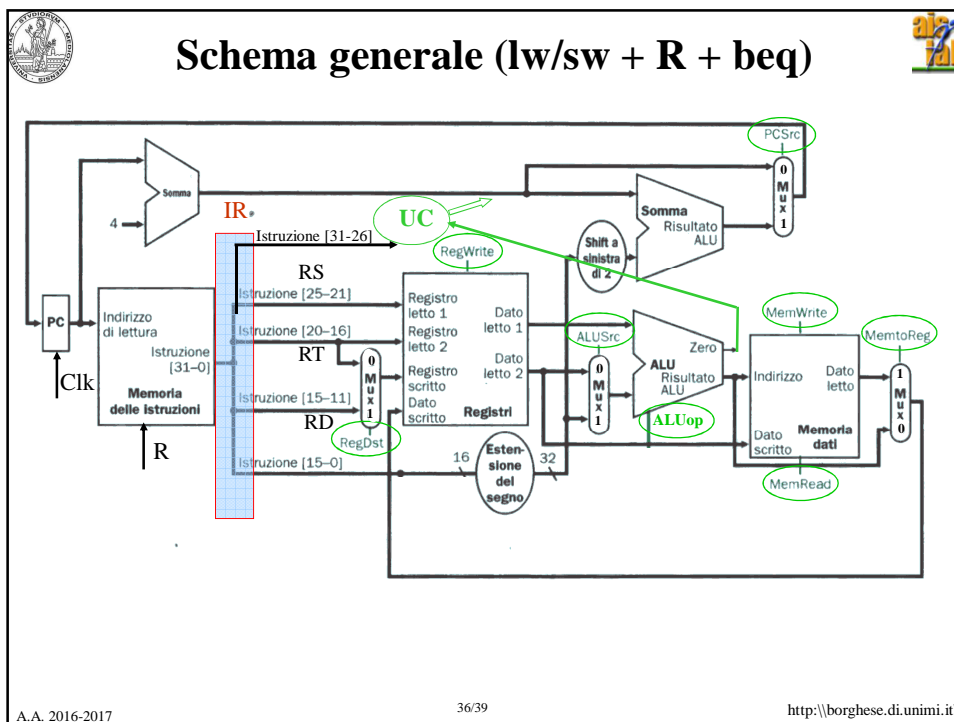 Schema generale (lw/sw + R + beq)
PCSrc
0
Mux
1
Somma
4
IR
UC
Somma
Risultato
ALU
Istruzione [31-26]
RegWrite
Shift a
sinistra
di 2
RS
Istruzione [25–21]
Registro
letto 1
Dato
letto 1
PC
Indirizzo
di lettura
Istruzione
[31–0]
Memoria
delle istruzioni
Clk
R
Istruzione [20–16]
RT
Registro
letto 2
Dato
letto 2
Registro
scritto
Dato
scritto
Registri
0
Mux
1
Istruzione [15–11]
RD
RegDst
ALUSrc
0
Mux
1
Zero
ALU
Risultato
ALU
ALUop
MemWrite
MemtoReg
Indirizzo
Dato
letto
Dato
scritto
Memoria
dati
MemRead
1
Mux
0
Istruzione [15–0]
16
Esten-
sione
del
segno
32
A.A. 2016-2017
36/39
http:\\borghese.di.unimi.it